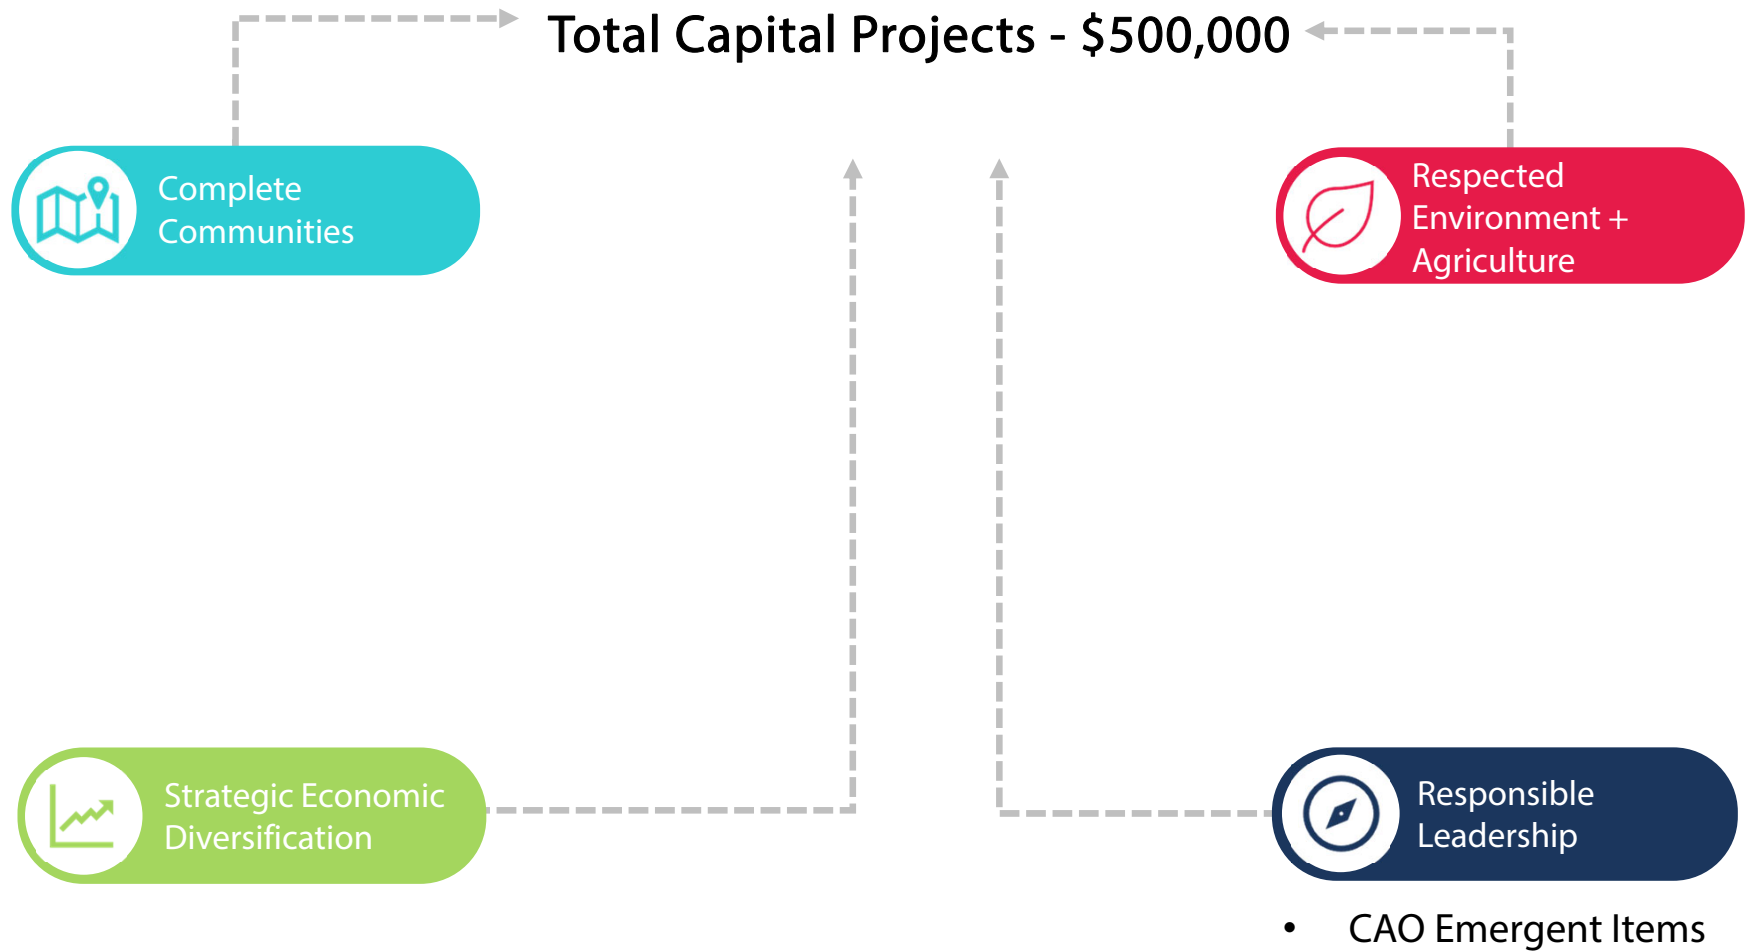 Total Capital Projects - $500,000
Complete
Communities
Respected
Environment +
Agriculture
Strategic Economic
Diversification
Responsible
Leadership
• CAO Emergent Items